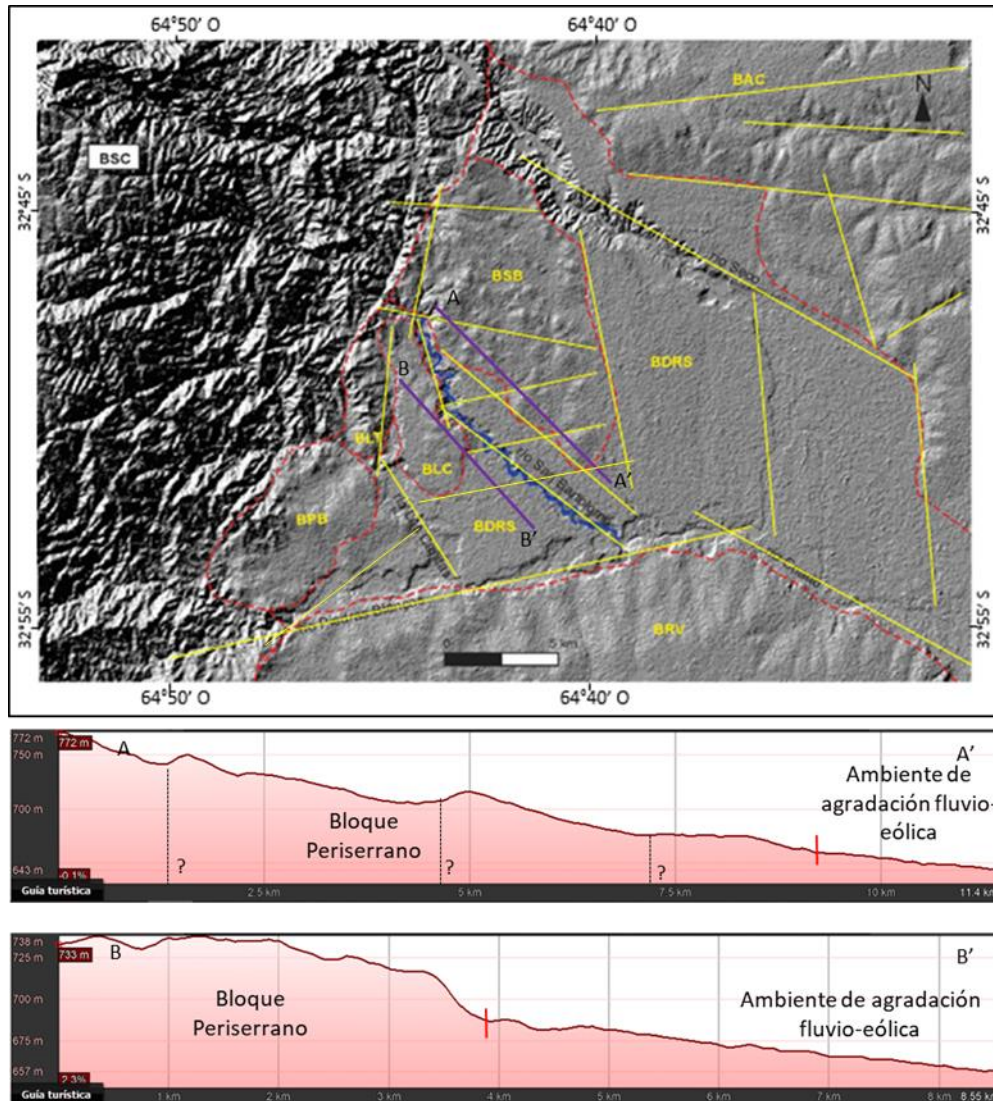 64° 50' O
64° 40' O
BAC
N
BSC
32°45' S
32°45' S
río Seco
BSB
A
BDRS
B
BLT
BLC
A'
BPB
BDRS
B'
BRV
32°55' S
32°55' S
0 5 km
64° 50' O
64° 40' O
772 m
772 m
A
A'
750 m
Ambiente de
agradación fluvio-
eólica
700 m
Bloque
Periserrano
? ? ?
643 m
-0.1%
Guía turística
2.5 km
5 km
7.5 km
10 km
11.4 km
738 m
733 m
B
B'
725 m
700 m
Bloque
Periserrano
Ambiente de agradación
fluvio-eólica
675 m
657 m
2.3%
Guía turística
1 km
2 km
3 km
4 km
5 km
6 km
7 km
8 km
8.55 km